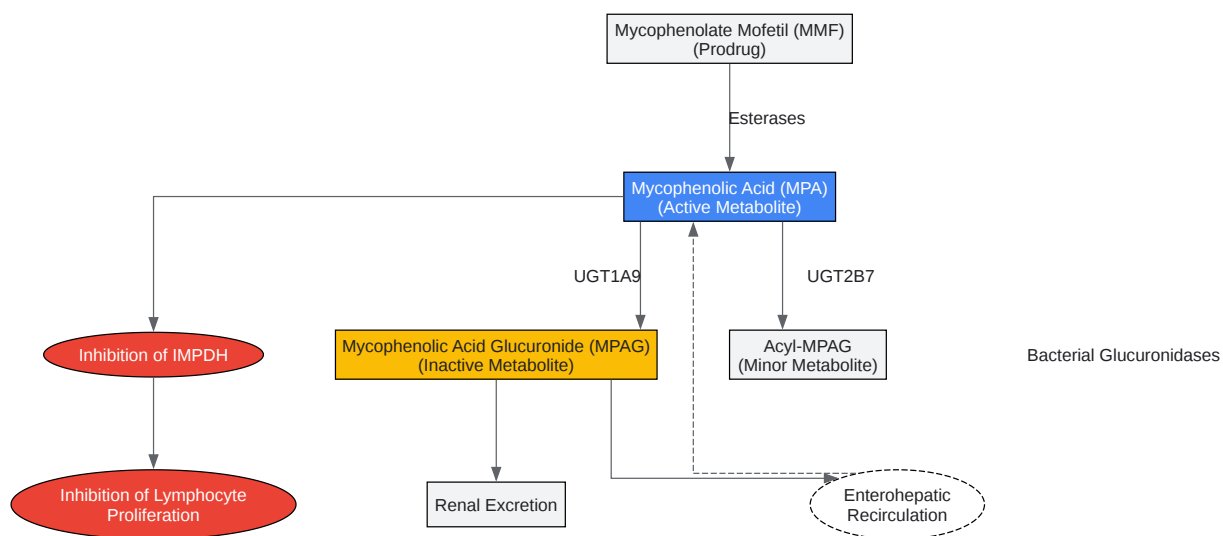 Mycophenolate Mofetil (MMF)
(Prodrug)
Esterases
Mycophenolic Acid (MPA)
(Active Metabolite)
UGT1A9
UGT2B7
Inhibition of IMPDH
Mycophenolic Acid Glucuronide (MPAG)
(Inactive Metabolite)
Acyl-MPAG
(Minor Metabolite)
Bacterial Glucuronidases
Inhibition of Lymphocyte
Proliferation
Renal Excretion
Enterohepatic
Recirculation